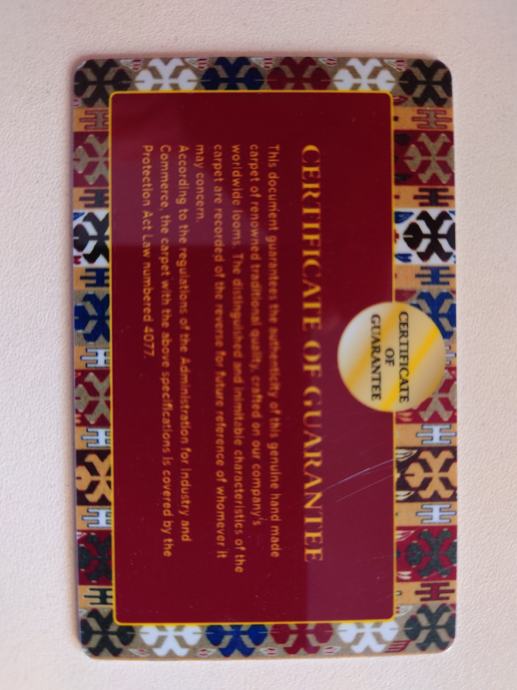 CERTIFICATE
OF
GUARANTEE
CERTIFICATE OF GUARANTEE
This document guarantees the authenticity of this genuine hand made
carpet of renowned traditional quality, crafted on our company's
worldwide looms. The distinguished and inimitable characteristics of the
carpet are recorded of the reverse for future reference of whomever it
may concern.
According to the regulations of the Administration for Industry and
Commerce, the carpet with the above specifications is covered by the
Protection Act Law numbered 4077.